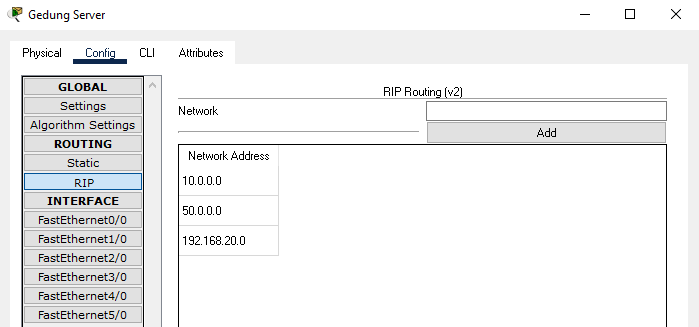 Gedung Server
Physical Config CLI Attributes
GLOBAL
Settings
Algorithm Settings
ROUTING
Static
RIP
INTERFACE
FastEthernet0/0
FastEthernet1/0
FastEthernet2/0
FastEthernet3/0
FastEthernet4/0
FastEthernet5/0
RIP Routing (v2)
Network
Add
Network Address
10.0.0.0
50.0.0.0
192.168.20.0